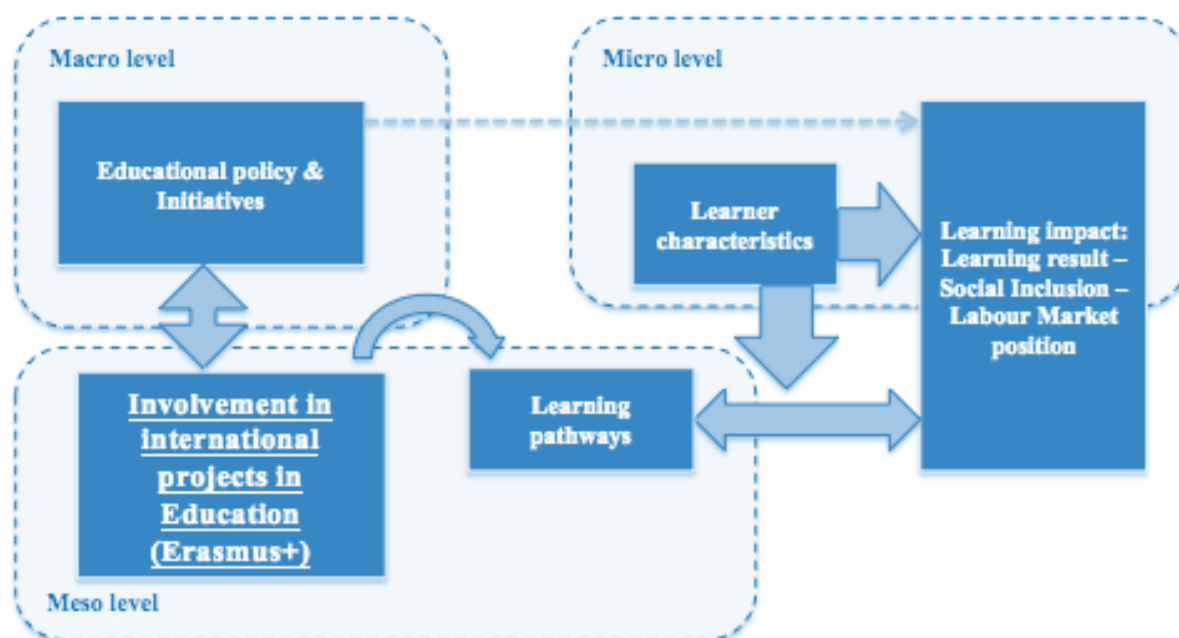 Macro level
Educational policy &
Initiatives
Micro level
Learner
characteristics
Learning impact:
Learning result –
Social Inclusion –
Labour Market
position
Involvement in
international
projects in
Education
(Erasmus+)
Learning
pathways
Meso level